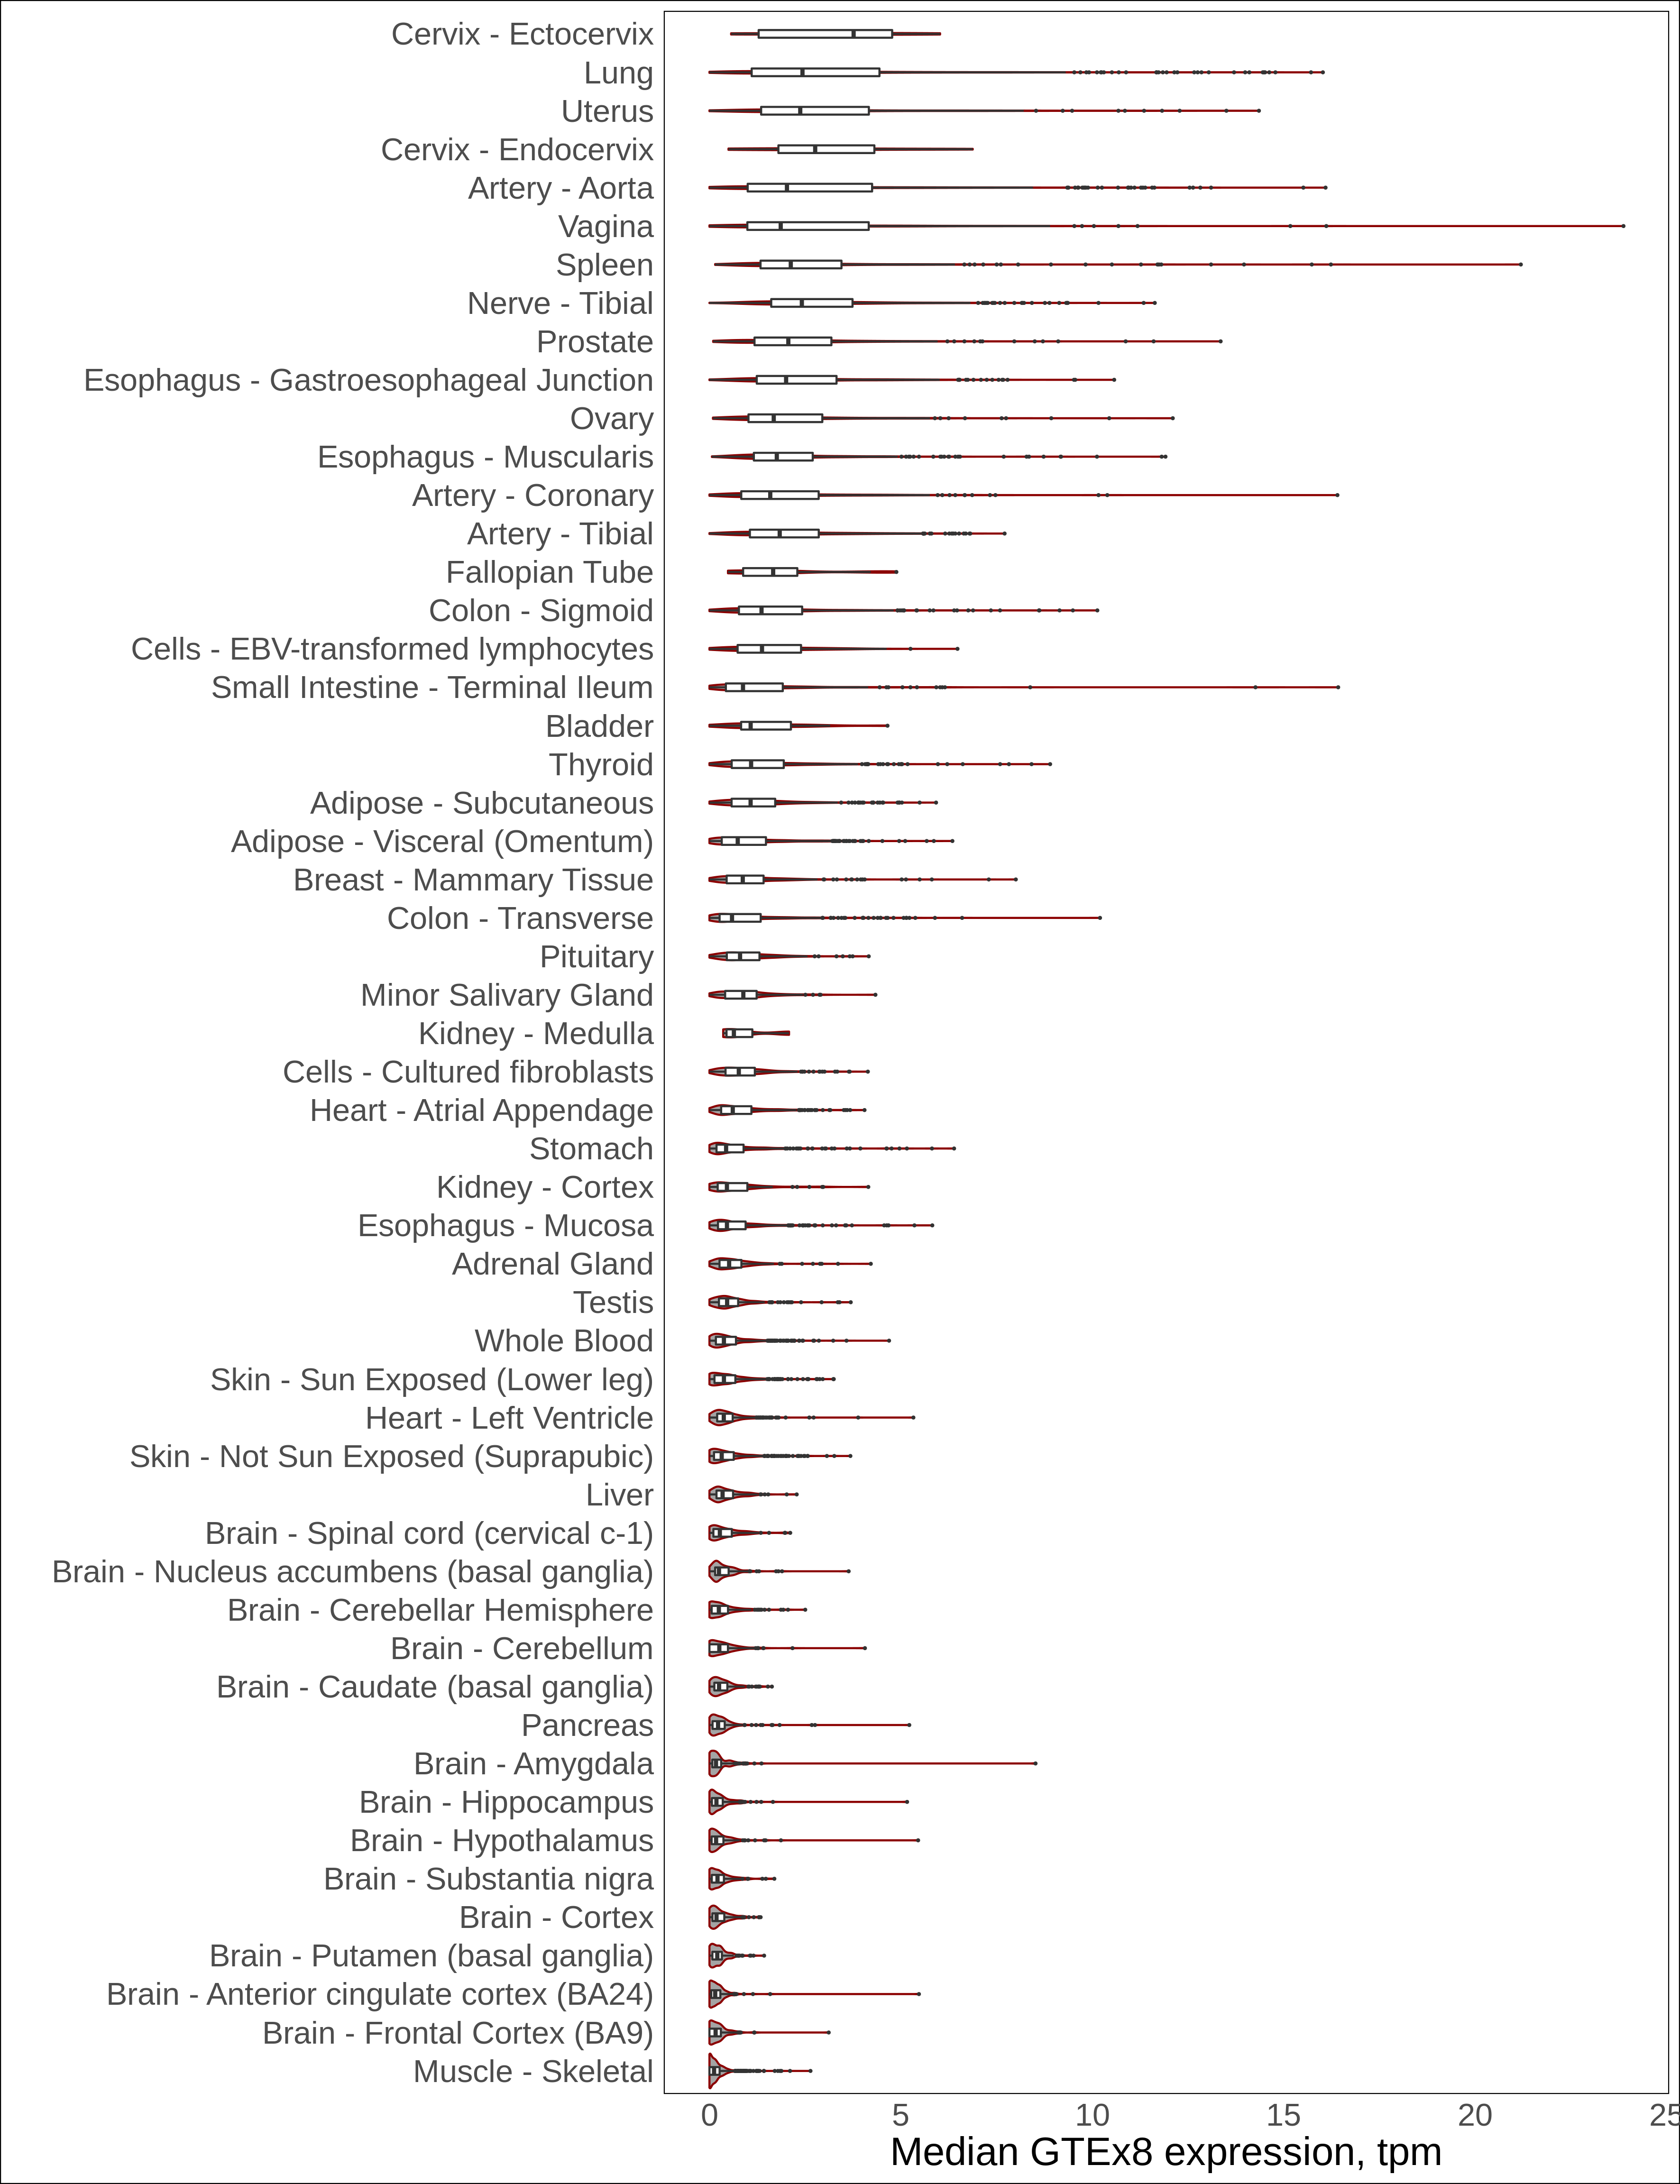 Cervix - Ectocervix
Lung
Uterus
Cervix - Endocervix
Artery - Aorta
Vagina
Spleen
Nerve - Tibial
Prostate
Esophagus - Gastroesophageal Junction
Ovary
Esophagus - Muscularis
Artery - Coronary
Artery - Tibial
Fallopian Tube
Colon - Sigmoid
Cells - EBV-transformed lymphocytes
Small Intestine - Terminal Ileum
Bladder
Thyroid
Adipose - Subcutaneous
Adipose - Visceral (Omentum)
Breast - Mammary Tissue
Colon - Transverse
Pituitary
Minor Salivary Gland
Kidney - Medulla
Cells - Cultured fibroblasts
Heart - Atrial Appendage
Stomach
Kidney - Cortex
Esophagus - Mucosa
Adrenal Gland
Testis
Whole Blood
Skin - Sun Exposed (Lower leg)
Heart - Left Ventricle
Skin - Not Sun Exposed (Suprapubic)
Liver
Brain - Spinal cord (cervical c-1)
Brain - Nucleus accumbens (basal ganglia)
Brain - Cerebellar Hemisphere
Brain - Cerebellum
Brain - Caudate (basal ganglia)
Pancreas
Brain - Amygdala
Brain - Hippocampus
Brain - Hypothalamus
Brain - Substantia nigra
Brain - Cortex
Brain - Putamen (basal ganglia)
Brain - Anterior cingulate cortex (BA24)
Brain - Frontal Cortex (BA9)
Muscle - Skeletal
0 5 10 15 20 25
Median GTEx8 expression, tpm